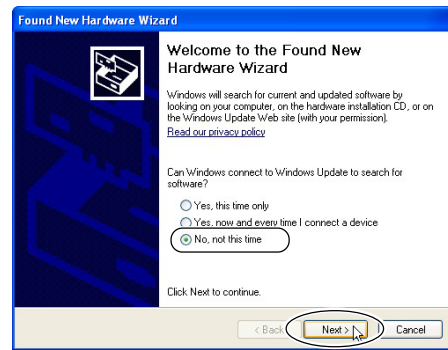 Found New Hardware Wizard
Welcome to the Found New
Hardware Wizard
Windows will search for current and updated software by
looking on your computer, on the hardware installation CD, or on
the Windows Update Web site (with your permission).
Read our privacy policy
Can Windows connect to Windows Update to search for
software?
Yes, this time only
Yes, now and every time I connect a device
No, not this time
Click Next to continue.
< Back Next > Cancel